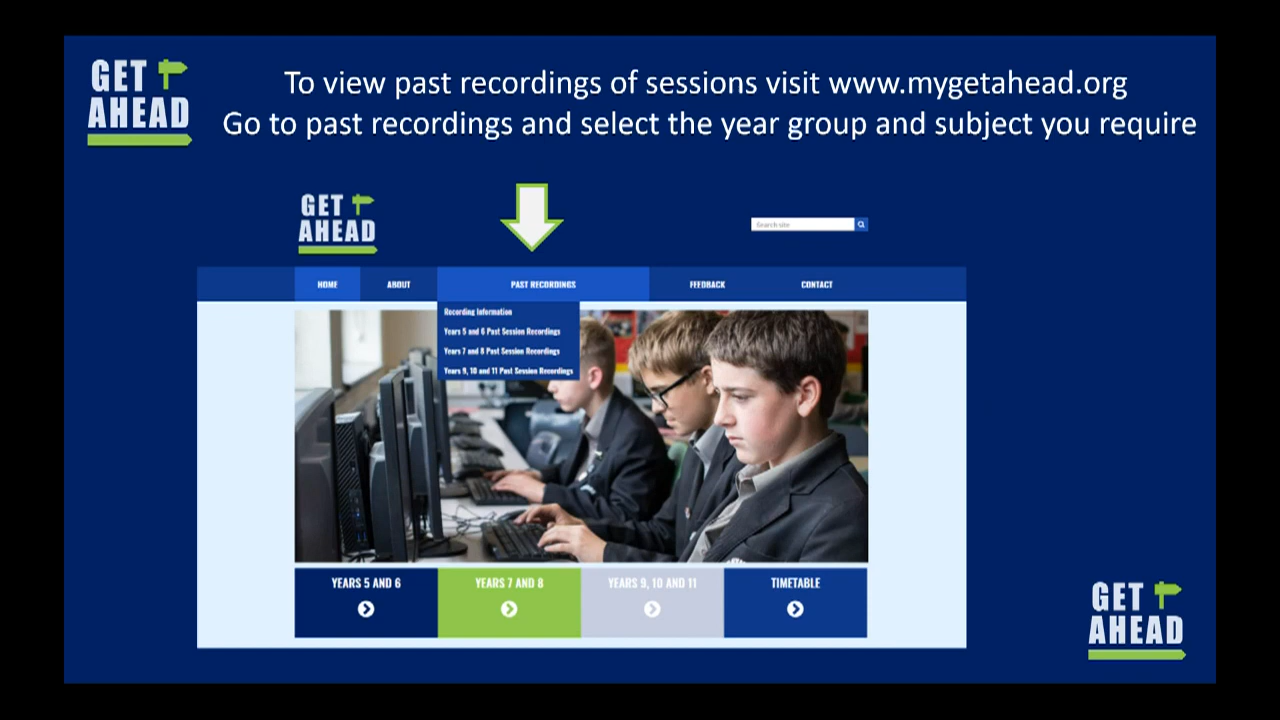 GET
AHEAD
To view past recordings of sessions visit www.mygetahead.org
Go to past recordings and select the year group and subject you require
GET
AHEAD
Search site
HOME ABOUT PAST RECORDINGS FEEDBACK CONTACT
Recording Information
Years 5 and 6 Past Session Recordings
Years 7 and 8 Past Session Recordings
Years 9, 10 and 11 Past Session Recordings
YEARS 5 AND 6 YEARS 7 AND 8 YEARS 9, 10 AND 11 TIMETABLE
GET
AHEAD